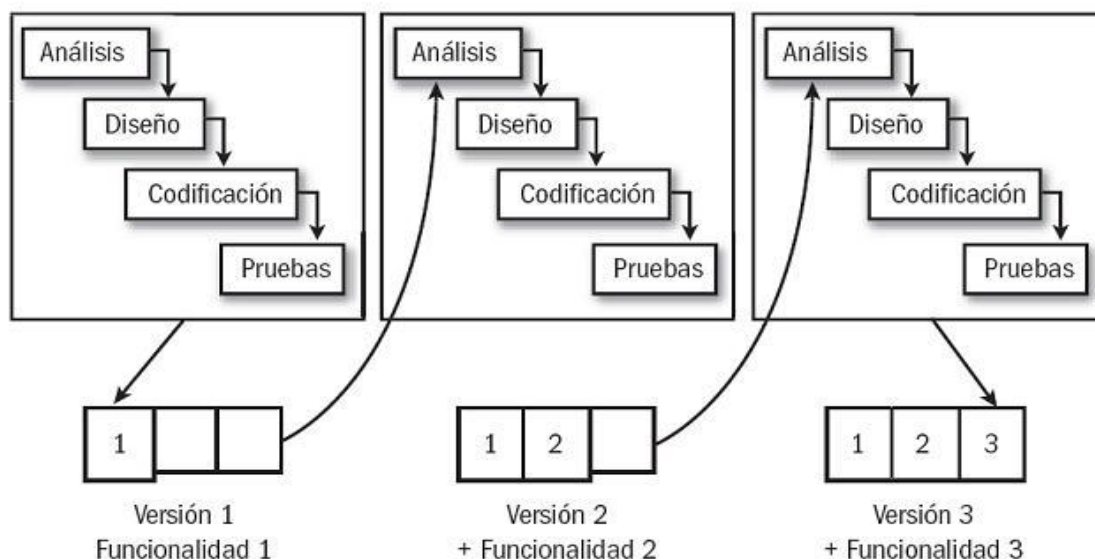 Análisis
Diseño
Codificación
Pruebas
Análisis
Diseño
Codificación
Pruebas
Análisis
Diseño
Codificación
Pruebas
1
1 2
1 2 3
Versión 1
Funcionalidad 1
Versión 2
+ Funcionalidad 2
Versión 3
+ Funcionalidad 3